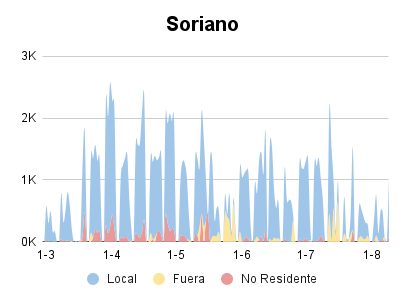 Soriano
3K
2K
1K
0K
1-3 1-4 1-5 1-6 1-7 1-8
Local Fuera No Residente